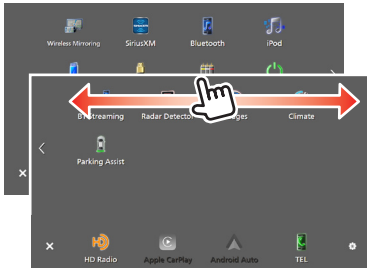 Wireless Mirroring SiriusXM Bluetooth iPod
BT Streaming Radar Detector Climate
Parking Assist
HD Radio Apple CarPlay Android Auto TEL